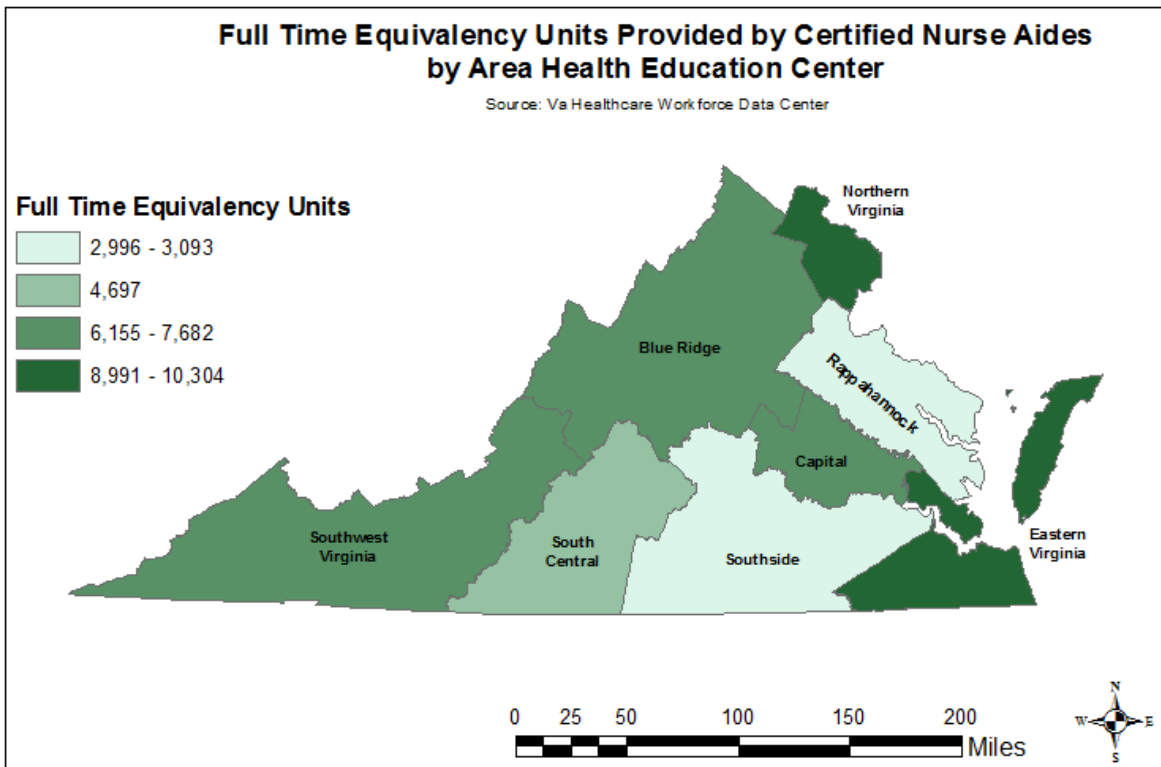 Full Time Equivalency Units Provided by Certified Nurse Aides
by Area Health Education Center
Source: Va Healthcare Workforce Data Center
Full Time Equivalency Units
2,996 - 3,093
4,697
6,155 - 7,682
8,991 - 10,304
Northern
Virginia
Blue Ridge
Rappahannock
Capital
Southwest
Virginia
South
Central
Southside
Eastern
Virginia
0 25 50 100 150 200
Miles
N
W E
S